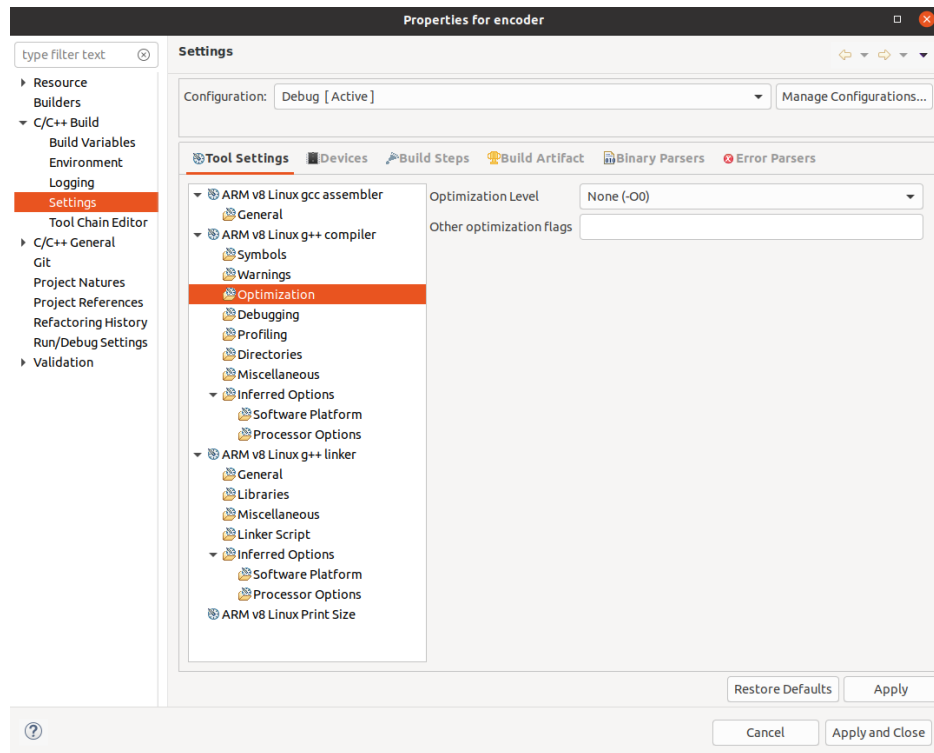 Properties for encoder
type filter text
Settings
Resource
Builders
C/C++ Build
Build Variables
Environment
Logging
Settings
Tool Chain Editor
C/C++ General
Git
Project Natures
Project References
Refactoring History
Run/Debug Settings
Validation
Configuration: Debug [ Active ] Manage Configurations...
Tool Settings Devices Build Steps Build Artifact Binary Parsers Error Parsers
ARM v8 Linux gcc assembler
General
ARM v8 Linux g++ compiler
Symbols
Warnings
Optimization
Debugging
Profiling
Directories
Miscellaneous
Inferred Options
Software Platform
Processor Options
ARM v8 Linux g++ linker
General
Libraries
Miscellaneous
Linker Script
Inferred Options
Software Platform
Processor Options
ARM v8 Linux Print Size
Optimization Level None (-O0)
Other optimization flags
Restore Defaults Apply
? Cancel Apply and Close